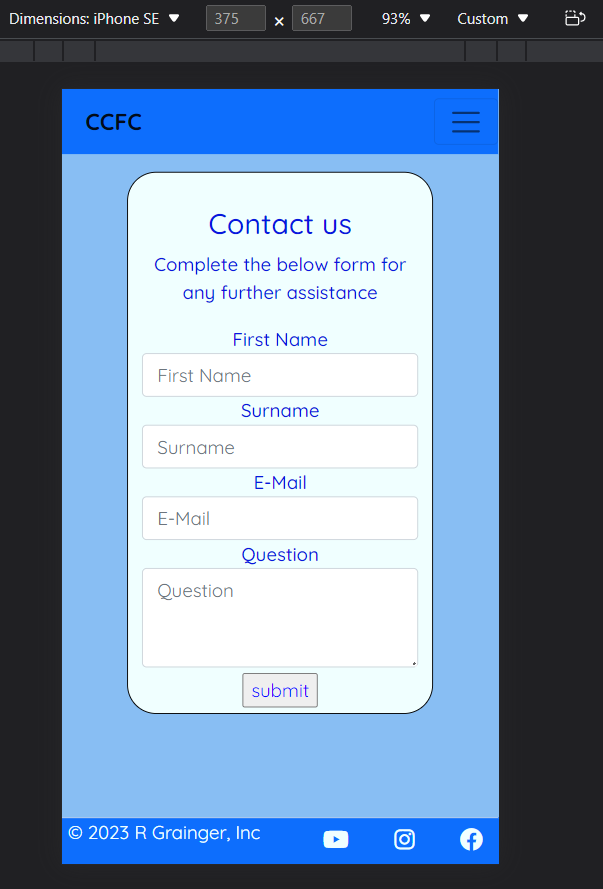 Dimensions: iPhone SE 375 × 667 93% Custom
CCFC
Contact us
Complete the below form for
any further assistance
First Name
First Name
Surname
Surname
E-Mail
E-Mail
Question
Question
submit
© 2023 R Grainger, Inc